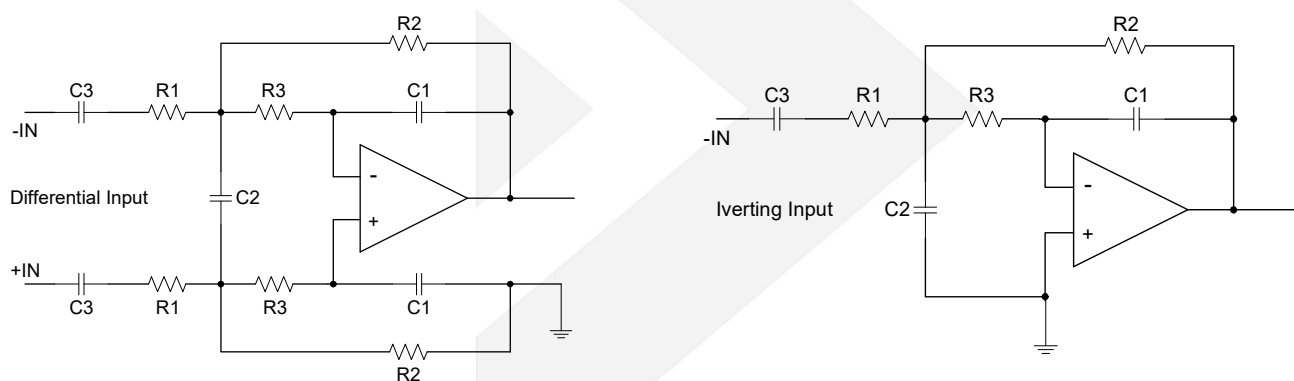 R2
C3
R1
R3
C1
-IN
-
Differential Input
C2
+
+IN
C3
R1
R3
C1
R2
R2
C3
R1
R3
C1
-IN
-
Iverting Input
C2
+